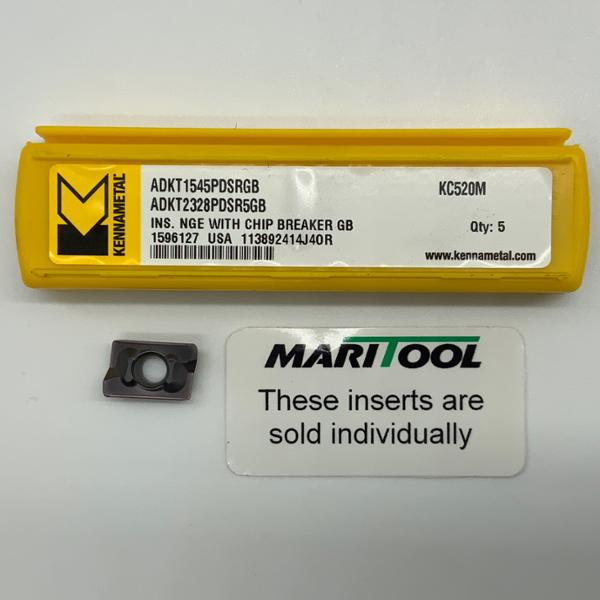 KENNAMETAL®
ADKT1545PDSRGB
KC520M
ADKT2328PDSR5GB
INS. NGE WITH CHIP BREAKER GB
Qty: 5
1596127 USA 113892414J40R
www.kennametal.com
MARITOOL
These inserts are
sold individually